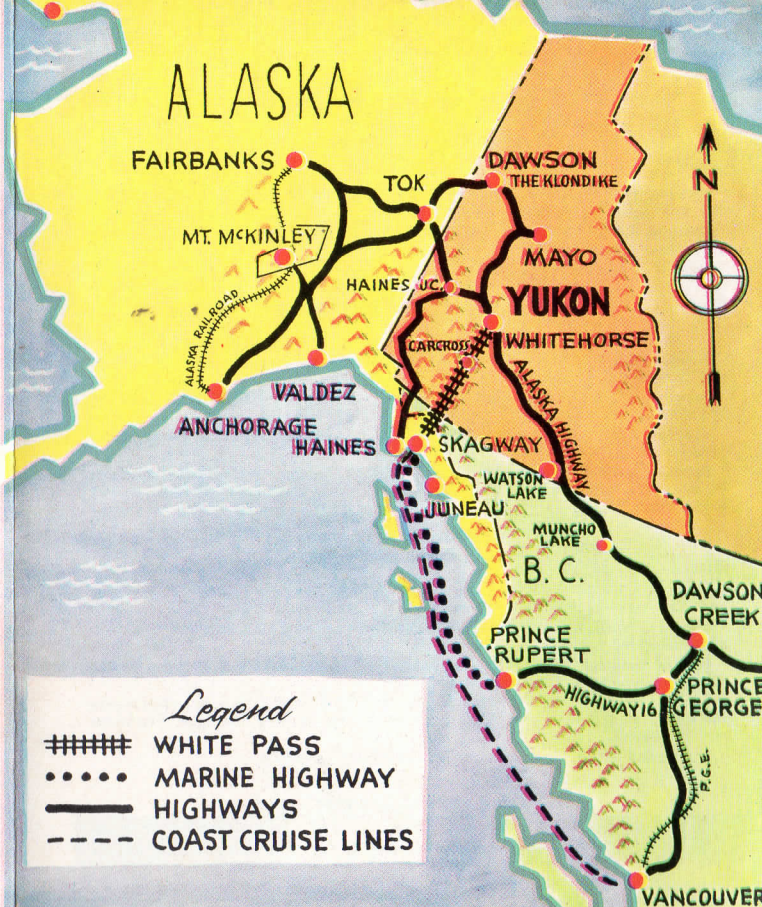 ALASKA
FAIRBANKS
TOK
DAWSON
THE KLONDIKE
N
MT. McKINLEY
MAYO
HAINES JC.
YUKON
ALASKA RAILROAD
WHITEHORSE
CARCROSS
ALASKA HIGHWAY
VALDEZ
ANCHORAGE
HAINES
SKAGWAY
WATSON
LAKE
JUNEAU
MUNCHO
LAKE
B. C.
DAWSON
CREEK
PRINCE
RUPERT
HIGHWAY 16
PRINCE
GEORGE
P.G.E.
Legend
WHITE PASS
MARINE HIGHWAY
HIGHWAYS
COAST CRUISE LINES
VANCOUVER